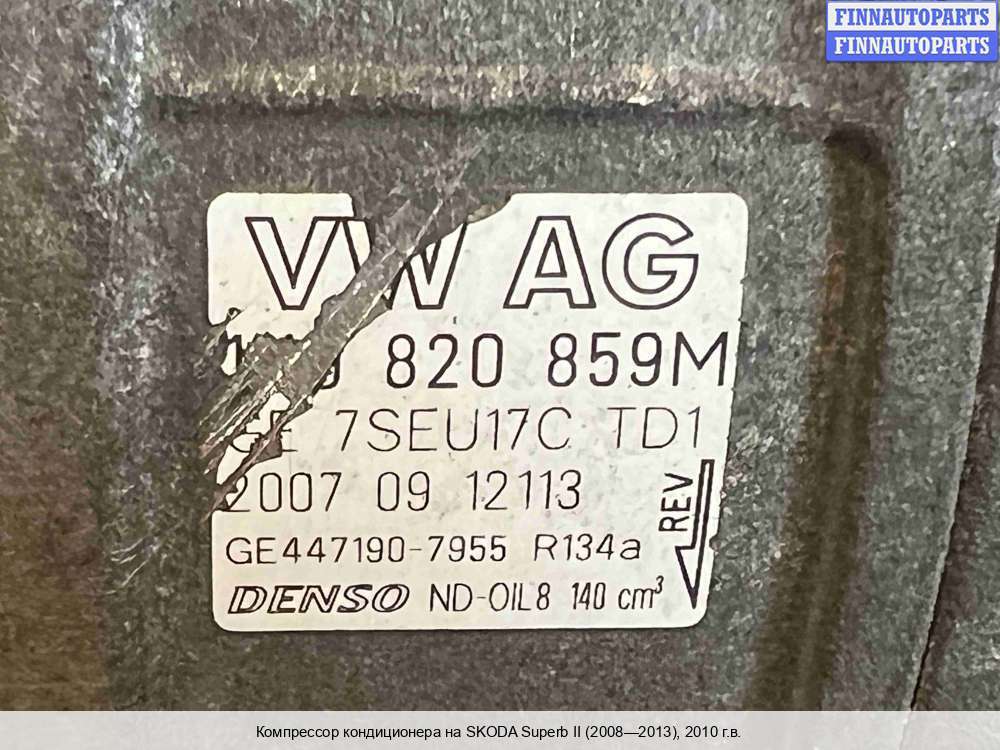 FINNAUTOPARTS
FINNAUTOPARTS
VW AG
820 859M
7SEU17C TD1
2007 09 12113
REV
GE447190-7955 R134a
DENSO ND-OIL8 140 cm³
Компрессор кондиционера на SKODA Superb II (2008—2013), 2010 г.в.